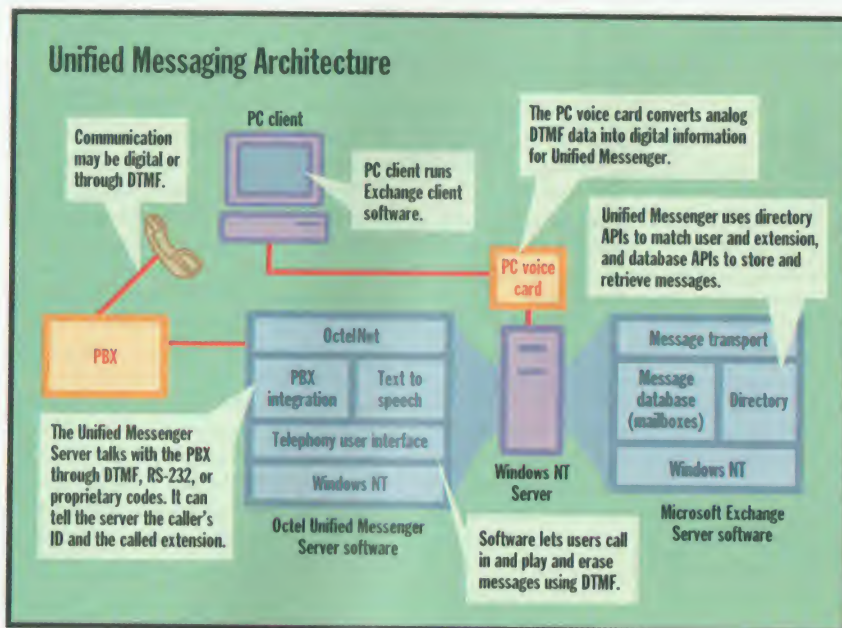 Unified Messaging Architecture
PC client
Communication
may be digital or
through DTMF.
PC client runs
Exchange client
software.
The PC voice card converts analog
DTMF data into digital information
for Unified Messenger.
Unified Messenger uses directory
APIs to match user and extension,
and database APIs to store and
retrieve messages.
PC voice
card
PBX
OctelNet
PBX
integration
Text to
speech
Telephony user interface
Windows NT
Octel Unified Messenger
Server software
Windows NT
Server
Message transport
Message
database
(mailboxes)
Directory
Windows NT
Microsoft Exchange
Server software
The Unified Messenger
Server talks with the PBX
through DTMF, RS-232, or
proprietary codes. It can
tell the server the caller's
ID and the called extension.
Software lets users call
in and play and erase
messages using DTMF.